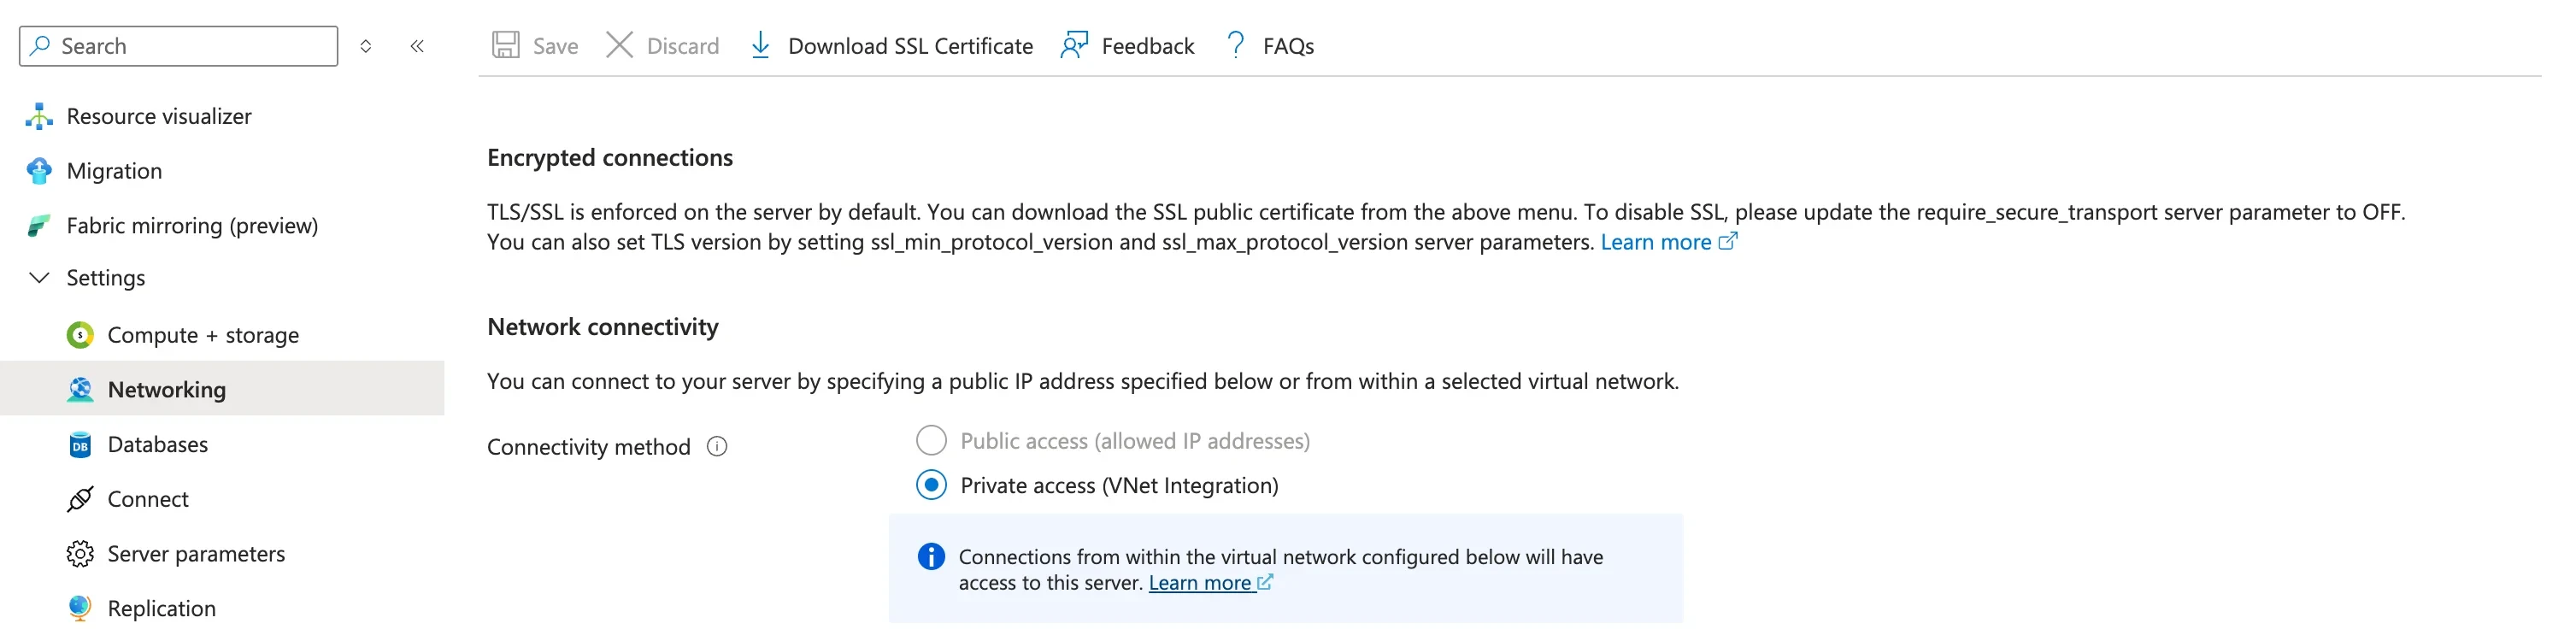 Search
Save
Discard
Download SSL Certificate
Feedback
FAQs
Resource visualizer
Migration
Fabric mirroring (preview)
Settings
Compute + storage
Networking
Databases
Connect
Server parameters
Replication
Encrypted connections
TLS/SSL is enforced on the server by default. You can download the SSL public certificate from the above menu. To disable SSL, please update the require_secure_transport server parameter to OFF.
You can also set TLS version by setting ssl_min_protocol_version and ssl_max_protocol_version server parameters. Learn more
Network connectivity
You can connect to your server by specifying a public IP address specified below or from within a selected virtual network.
Connectivity method
Public access (allowed IP addresses)
Private access (VNet Integration)
Connections from within the virtual network configured below will have
access to this server. Learn more